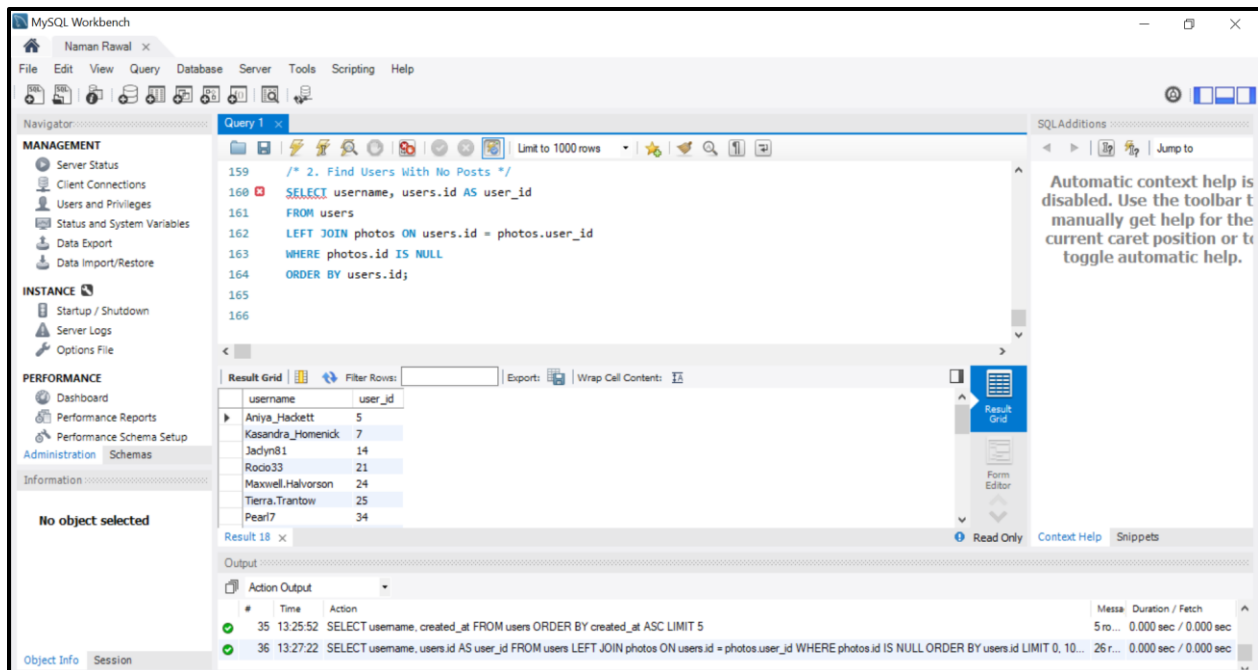 MySQL Workbench
Naman Rawal
File Edit View Query Database Server Tools Scripting Help
Navigator
MANAGEMENT
Server Status
Client Connections
Users and Privileges
Status and System Variables
Data Export
Data Import/Restore
INSTANCE
Startup / Shutdown
Server Logs
Options File
PERFORMANCE
Dashboard
Performance Reports
Performance Schema Setup
Administration Schemas
Information
No object selected
Object Info Session
Query 1
Limit to 1000 rows
159 /* 2. Find Users With No Posts */
160 SELECT username, users.id AS user_id
161 FROM users
162 LEFT JOIN photos ON users.id = photos.user_id
163 WHERE photos.id IS NULL
164 ORDER BY users.id;
165
166
Result Grid Filter Rows: Export: Wrap Cell Content:
username user_id
Aniya_Hackett 5
Kasandra_Homenick 7
Jaclyn81 14
Rocio33 21
Maxwell.Halvorson 24
Tierra.Trantow 25
Pearl7 34
Result Grid
Form Editor
Result 18 Read Only
SQLAdditions
Jump to
Automatic context help is
disabled. Use the toolbar t
manually get help for the
current caret position or to
toggle automatic help.
Context Help Snippets
Output
Action Output
# Time Action Messa Duration / Fetch
35 13:25:52 SELECT username, created_at FROM users ORDER BY created_at ASC LIMIT 5 5 ro... 0.000 sec / 0.000 sec
36 13:27:22 SELECT username, users.id AS user_id FROM users LEFT JOIN photos ON users.id = photos.user_id WHERE photos.id IS NULL ORDER BY users.id LIMIT 0, 10... 26 r... 0.000 sec / 0.000 sec